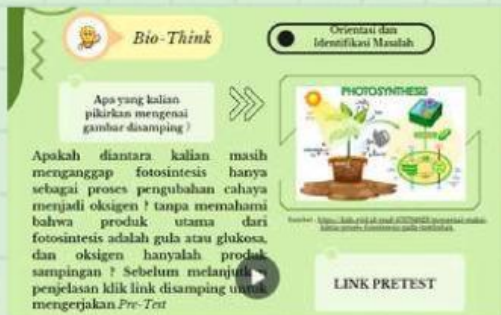 Bio-Think
Orientasi dan
Identifikasi Masalah
Apa yang kalian
pikirkan mengenai
gambar disamping ?
PHOTOSYNTHESIS
Apakah diantara kalian masih
menganggap fotosintesis hanya
sebagai proses pengubahan cahaya
menjadi oksigen ? tanpa memahami
bahwa produk utama dari
fotosintesis adalah gula atau glukosa,
dan oksigen hanyalah produk
sampingan ? Sebelum melanjutkan
penjelasan klik link disamping untuk
mengerjakan Pre-Test
LINK PRETEST